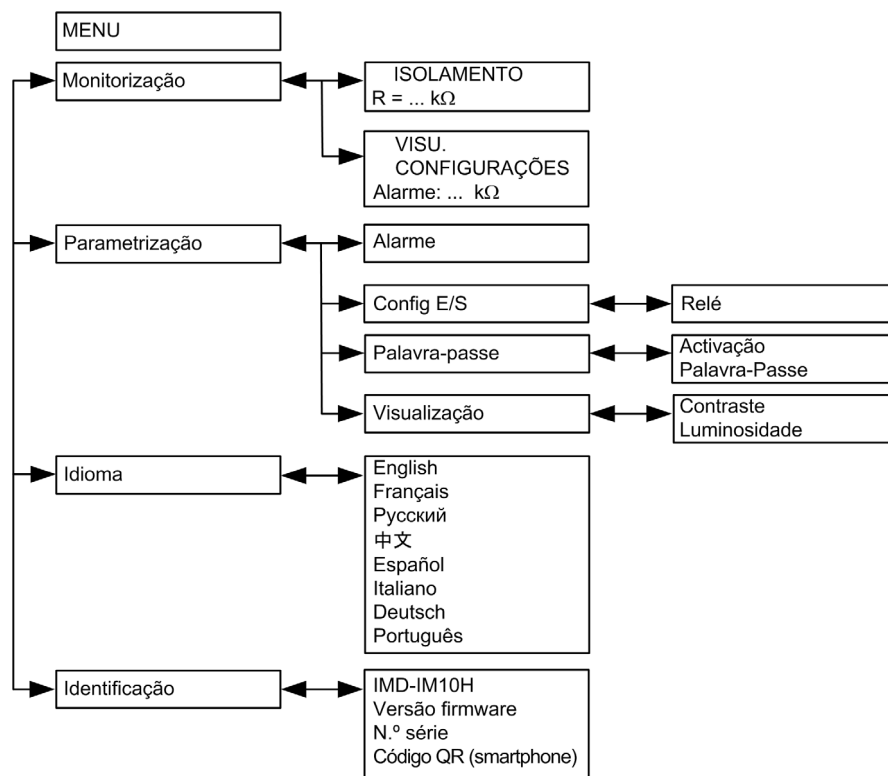 MENU
Monitorização
ISOLAMENTO
R = ... kΩ
VISU.
CONFIGURAÇÕES
Alarme: ... kΩ
Parametrização
Alarme
Config E/S
Relé
Palavra-passe
Activação
Palavra-Passe
Visualização
Contraste
Luminosidade
Idioma
English
Français
Русский
中文
Español
Italiano
Deutsch
Português
Identificação
IMD-IM10H
Versão firmware
N.º série
Código QR (smartphone)